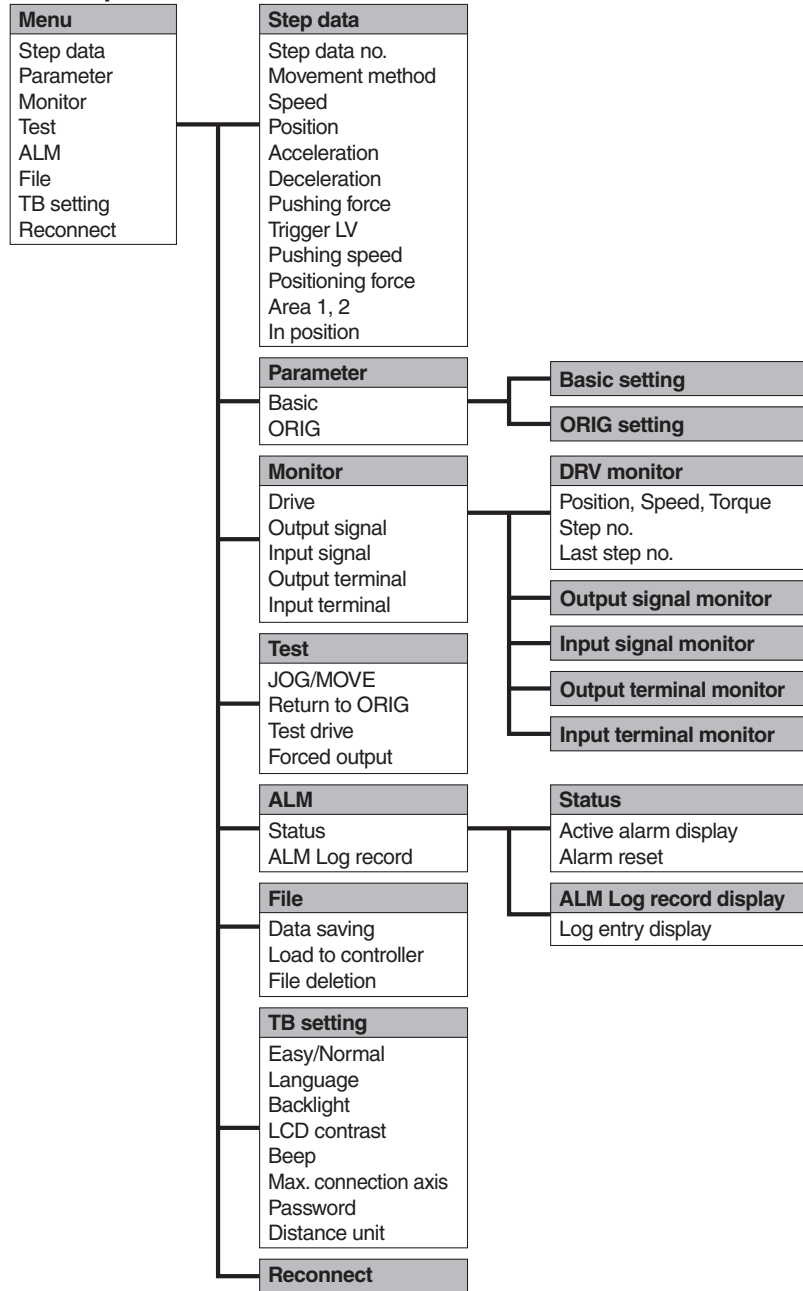 Menu
Step data
Parameter
Monitor
Test
ALM
File
TB setting
Reconnect
Step data
Step data no.
Movement method
Speed
Position
Acceleration
Deceleration
Pushing force
Trigger LV
Pushing speed
Positioning force
Area 1, 2
In position
Parameter
Basic
ORIG
Basic setting
ORIG setting
Monitor
Drive
Output signal
Input signal
Output terminal
Input terminal
DRV monitor
Position, Speed, Torque
Step no.
Last step no.
Output signal monitor
Input signal monitor
Output terminal monitor
Input terminal monitor
Test
JOG/MOVE
Return to ORIG
Test drive
Forced output
ALM
Status
ALM Log record
Status
Active alarm display
Alarm reset
ALM Log record display
Log entry display
File
Data saving
Load to controller
File deletion
TB setting
Easy/Normal
Language
Backlight
LCD contrast
Beep
Max. connection axis
Password
Distance unit
Reconnect